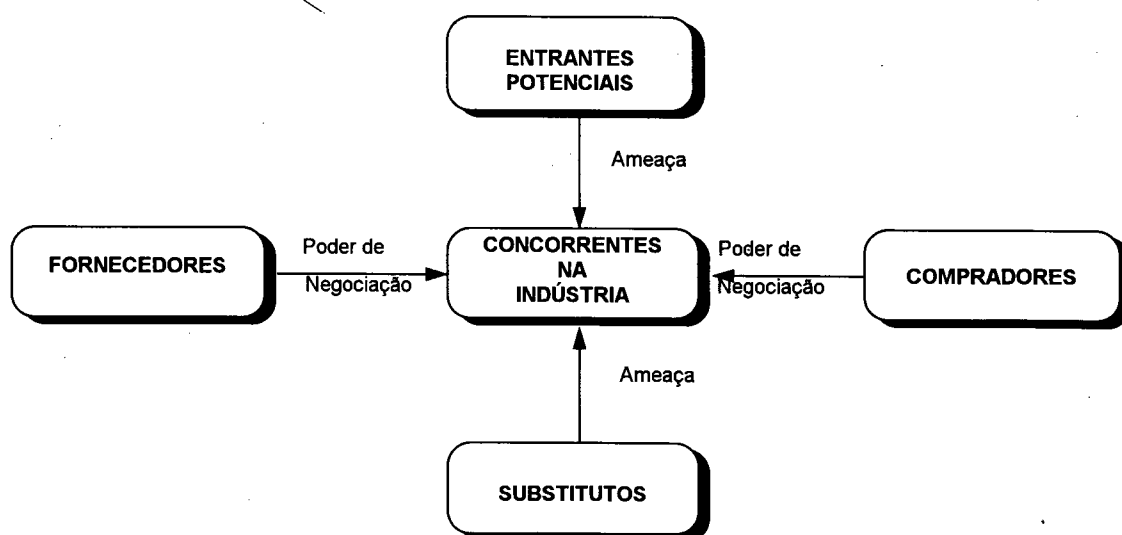 ENTRANTES
POTENCIAIS
Ameaça
FORNECEDORES
Poder de
Negociação
CONCORRENTES
NA
INDÚSTRIA
Poder de
Negociação
COMPRADORES
Ameaça
SUBSTITUTOS